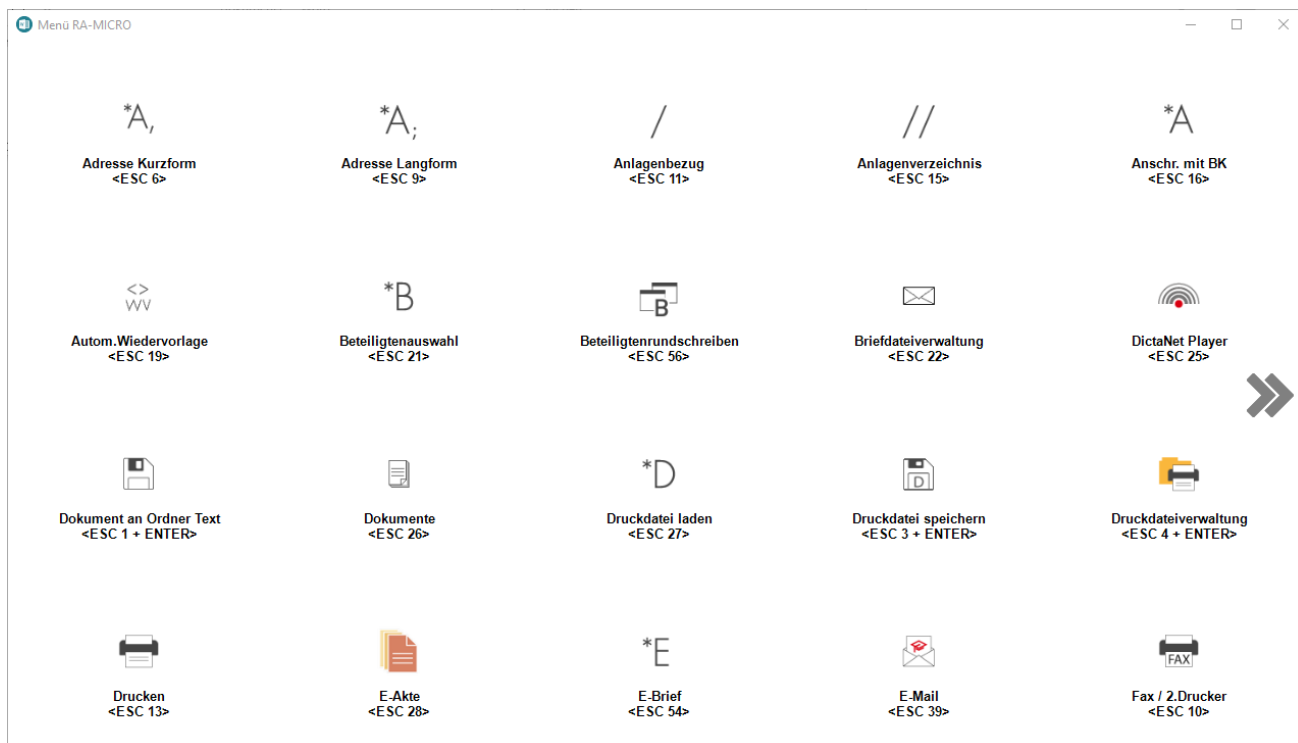 Menü RA-MICRO
*A,
*A;
/
//
*A
Adresse Kurzform
<ESC 6>
Adresse Langform
<ESC 9>
Anlagenbezug
<ESC 11>
Anlagenverzeichnis
<ESC 15>
Anschr. mit BK
<ESC 16>
<>
WV
*B
B
Autom.Wiedervorlage
<ESC 19>
Beteiligtenauswahl
<ESC 21>
Beteiligtenrundschreiben
<ESC 56>
Briefdateiverwaltung
<ESC 22>
DictaNet Player
<ESC 25>
*D
D
Dokument an Ordner Text
<ESC 1 + ENTER>
Dokumente
<ESC 26>
Druckdatei laden
<ESC 27>
Druckdatei speichern
<ESC 3 + ENTER>
Druckdateiverwaltung
<ESC 4 + ENTER>
*E
FAX
Drucken
<ESC 13>
E-Akte
<ESC 28>
E-Brief
<ESC 54>
E-Mail
<ESC 39>
Fax / 2.Drucker
<ESC 10>